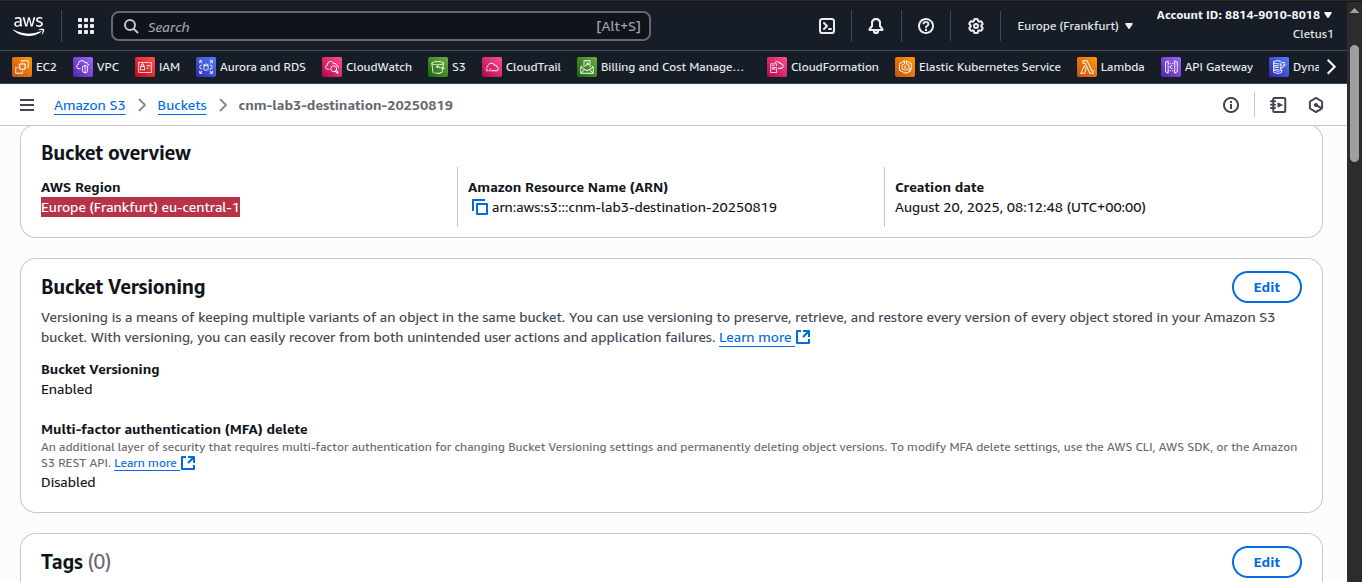 aws
Search [Alt+S]
Europe (Frankfurt)
Account ID: 8814-9010-8018
Cletus1
EC2 VPC IAM Aurora and RDS CloudWatch S3 CloudTrail Billing and Cost Manage... CloudFormation Elastic Kubernetes Service Lambda API Gateway Dyna
Amazon S3 > Buckets > cnm-lab3-destination-20250819
Bucket overview
AWS Region
Europe (Frankfurt) eu-central-1
Amazon Resource Name (ARN)
arn:aws:s3:::cnm-lab3-destination-20250819
Creation date
August 20, 2025, 08:12:48 (UTC+00:00)
Bucket Versioning
Edit
Versioning is a means of keeping multiple variants of an object in the same bucket. You can use versioning to preserve, retrieve, and restore every version of every object stored in your Amazon S3
bucket. With versioning, you can easily recover from both unintended user actions and application failures. Learn more
Bucket Versioning
Enabled
Multi-factor authentication (MFA) delete
An additional layer of security that requires multi-factor authentication for changing Bucket Versioning settings and permanently deleting object versions. To modify MFA delete settings, use the AWS CLI, AWS SDK, or the Amazon
S3 REST API. Learn more
Disabled
Tags (0)
Edit